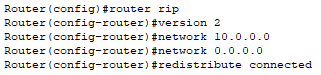 Router(config)#router rip
Router(config-router)#version 2
Router(config-router)#network 10.0.0.0
Router(config-router)#network 0.0.0.0
Router(config-router)#redistribute connected